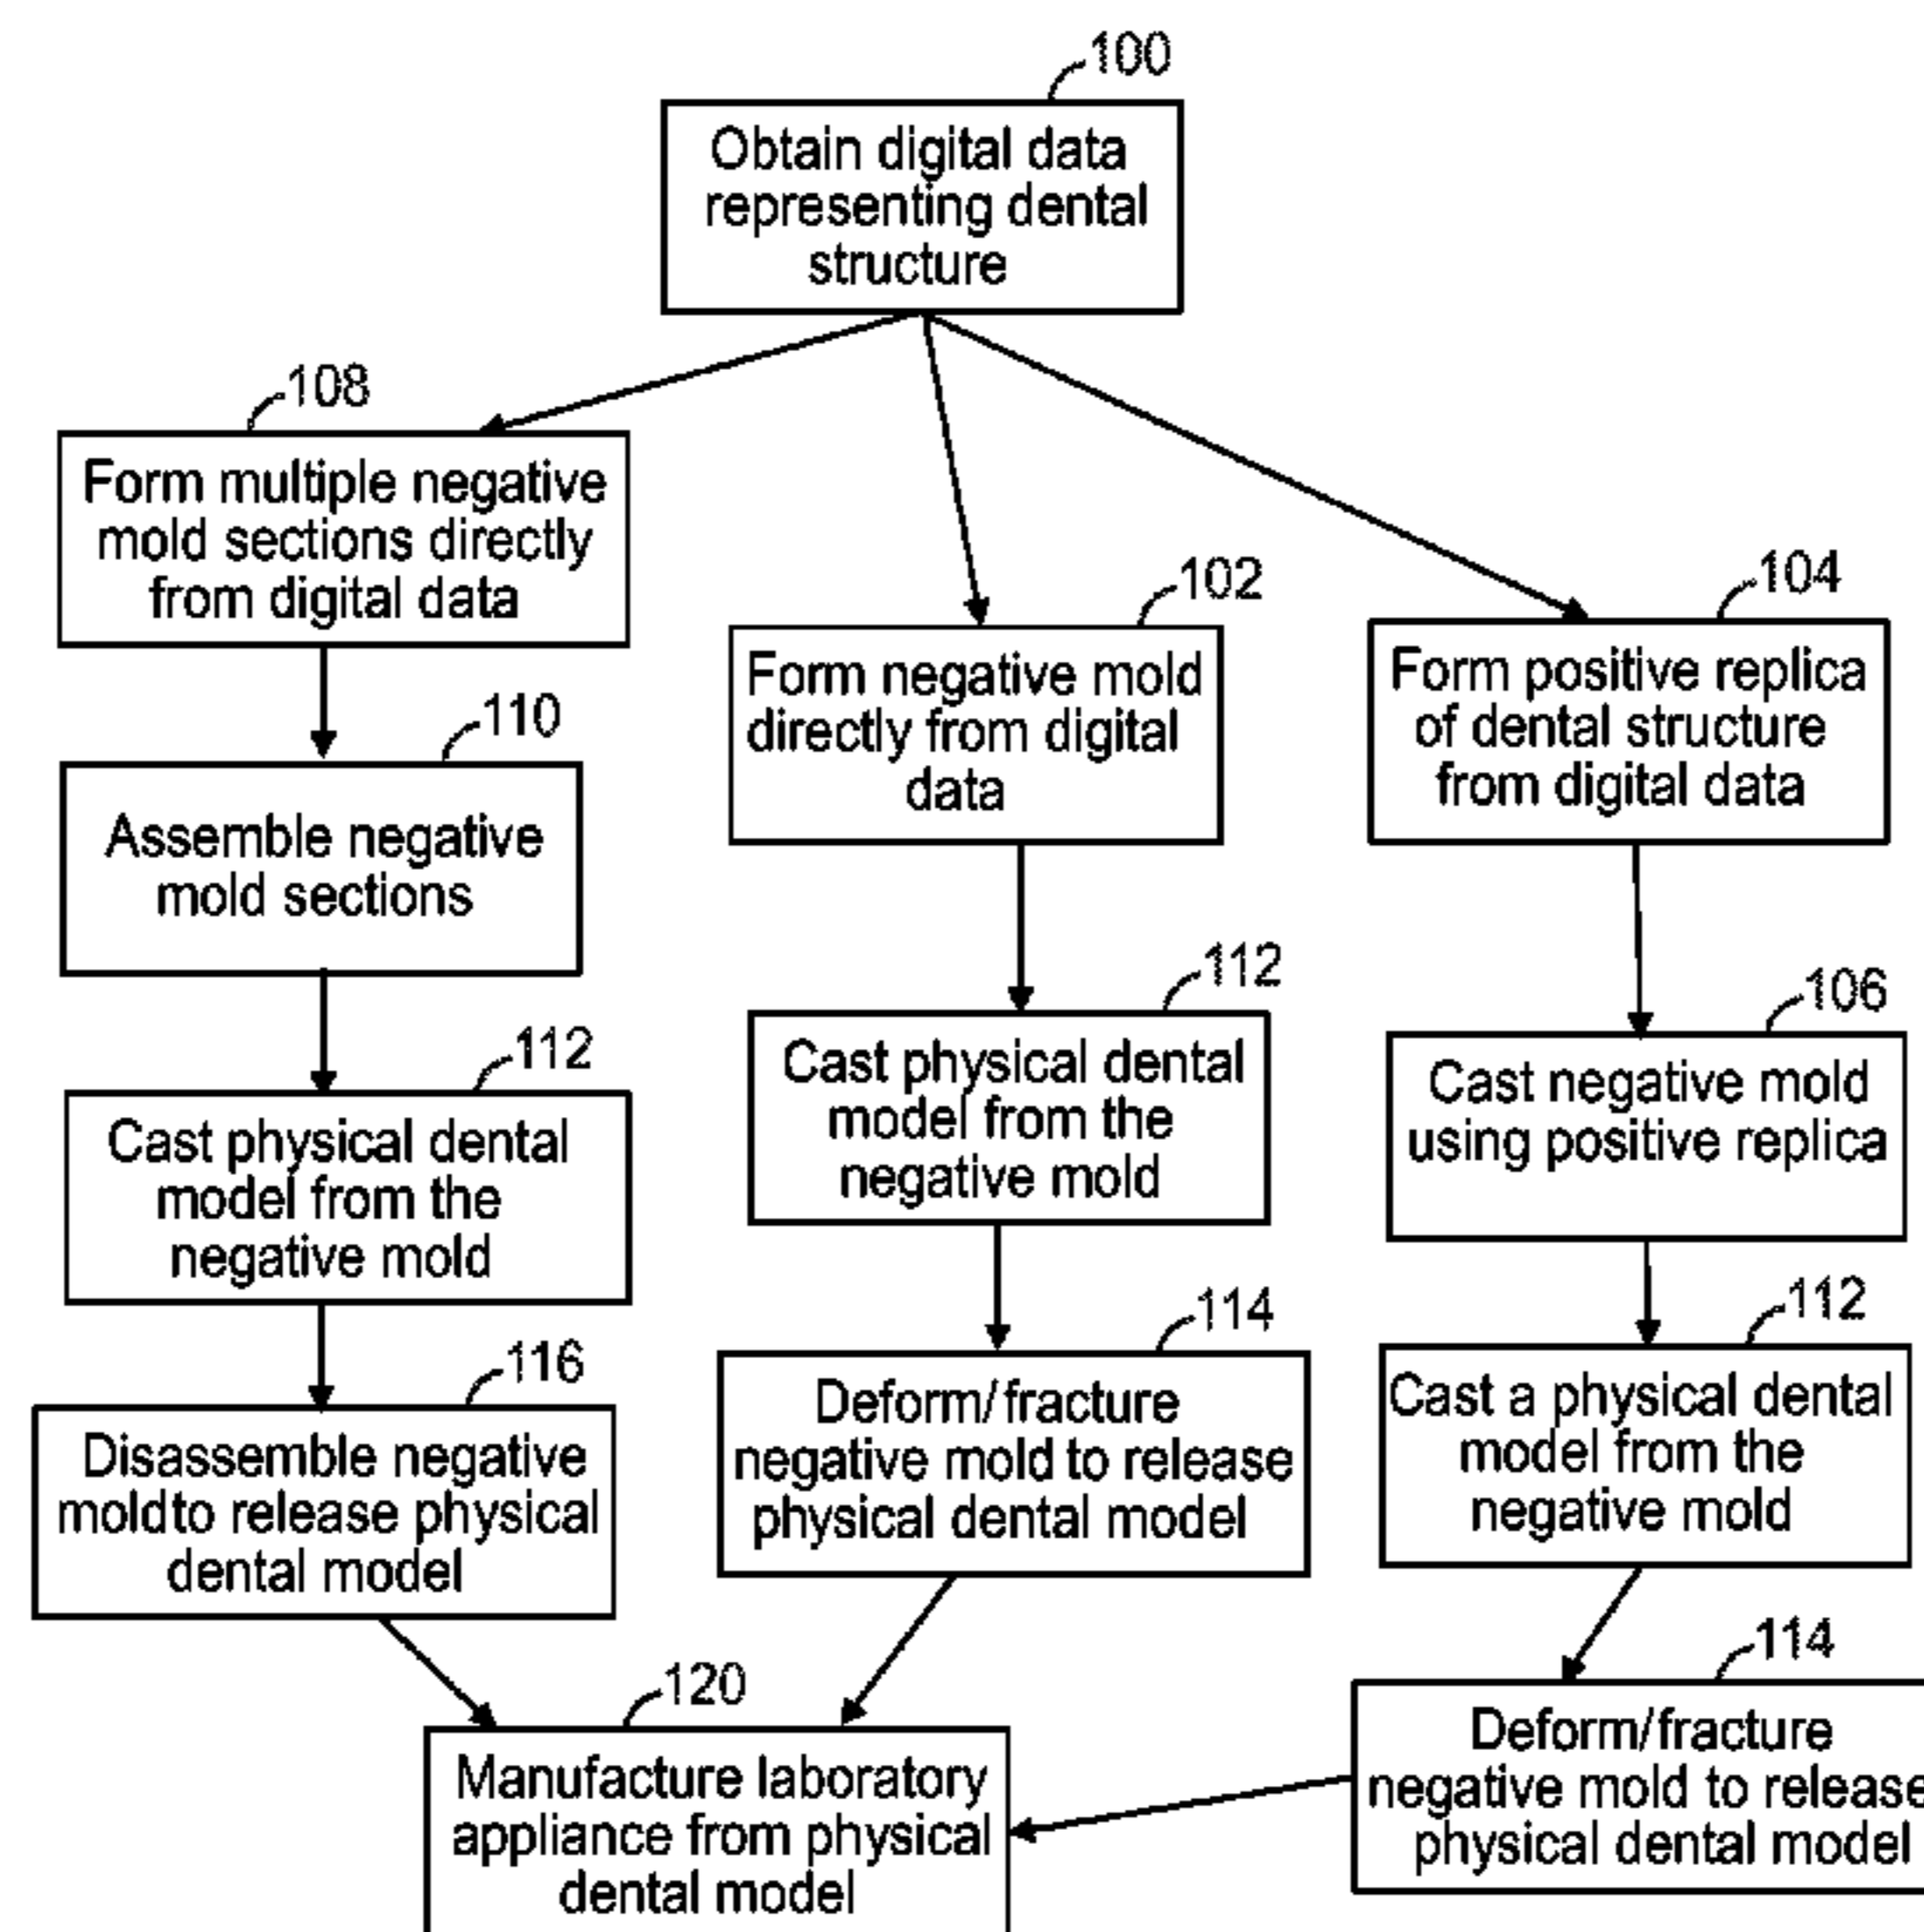 100
Obtain digital data
representing dental
structure
108
Form multiple negative
mold sections directly
from digital data
110
Assemble negative
mold sections
112
Cast physical dental
model from the
negative mold
116
Disassemble negative
moldto release physical
dental model
102
Form negative mold
directly from digital
data
112
Cast physical dental
model from the
negative mold
114
Deform/fracture
negative mold to release
physical dental model
104
Form positive replica
of dental structure
from digital data
106
Cast negative mold
using positive replica
112
Cast a physical dental
model from the
negative mold
114
Deform/fracture
negative mold to release
physical dental model
120
Manufacture laboratory
appliance from physical
dental model